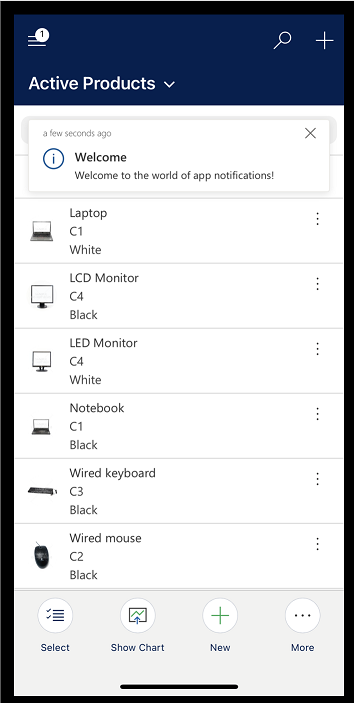 1
Active Products
a few seconds ago
Welcome
Welcome to the world of app notifications!
Laptop
C1
White
LCD Monitor
C4
Black
LED Monitor
C4
White
Notebook
C1
Black
Wired keyboard
C3
Black
Wired mouse
C2
Black
Select
Show Chart
New
More